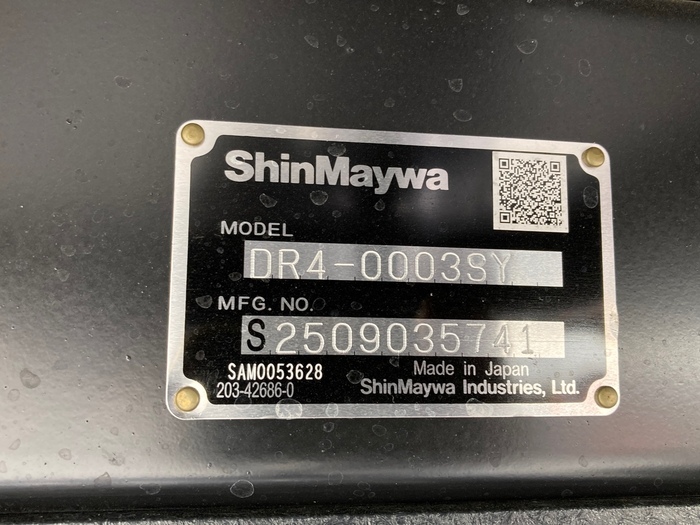 ShinMaywa
MODEL
DR4-0003SY
MFG. NO.
S2509035741
SAM0053628
203-42686-0
Made in Japan
ShinMaywa Industries, Ltd.